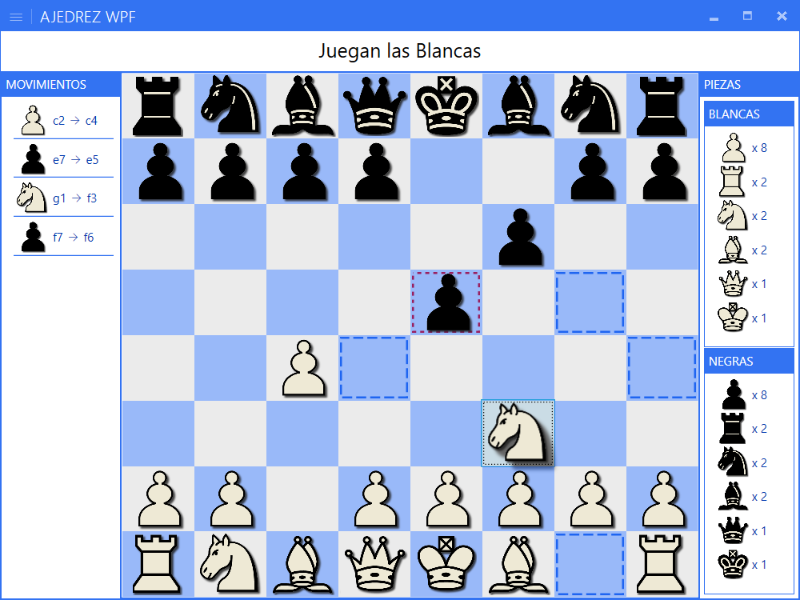 AJEDREZ WPF
Juegan las Blancas
MOVIMIENTOS
c2 → c4
e7 → e5
g1 → f3
f7 → f6
PIEZAS
BLANCAS
x 8
x 2
x 2
x 2
x 1
x 1
NEGRAS
x 8
x 2
x 2
x 2
x 1
x 1